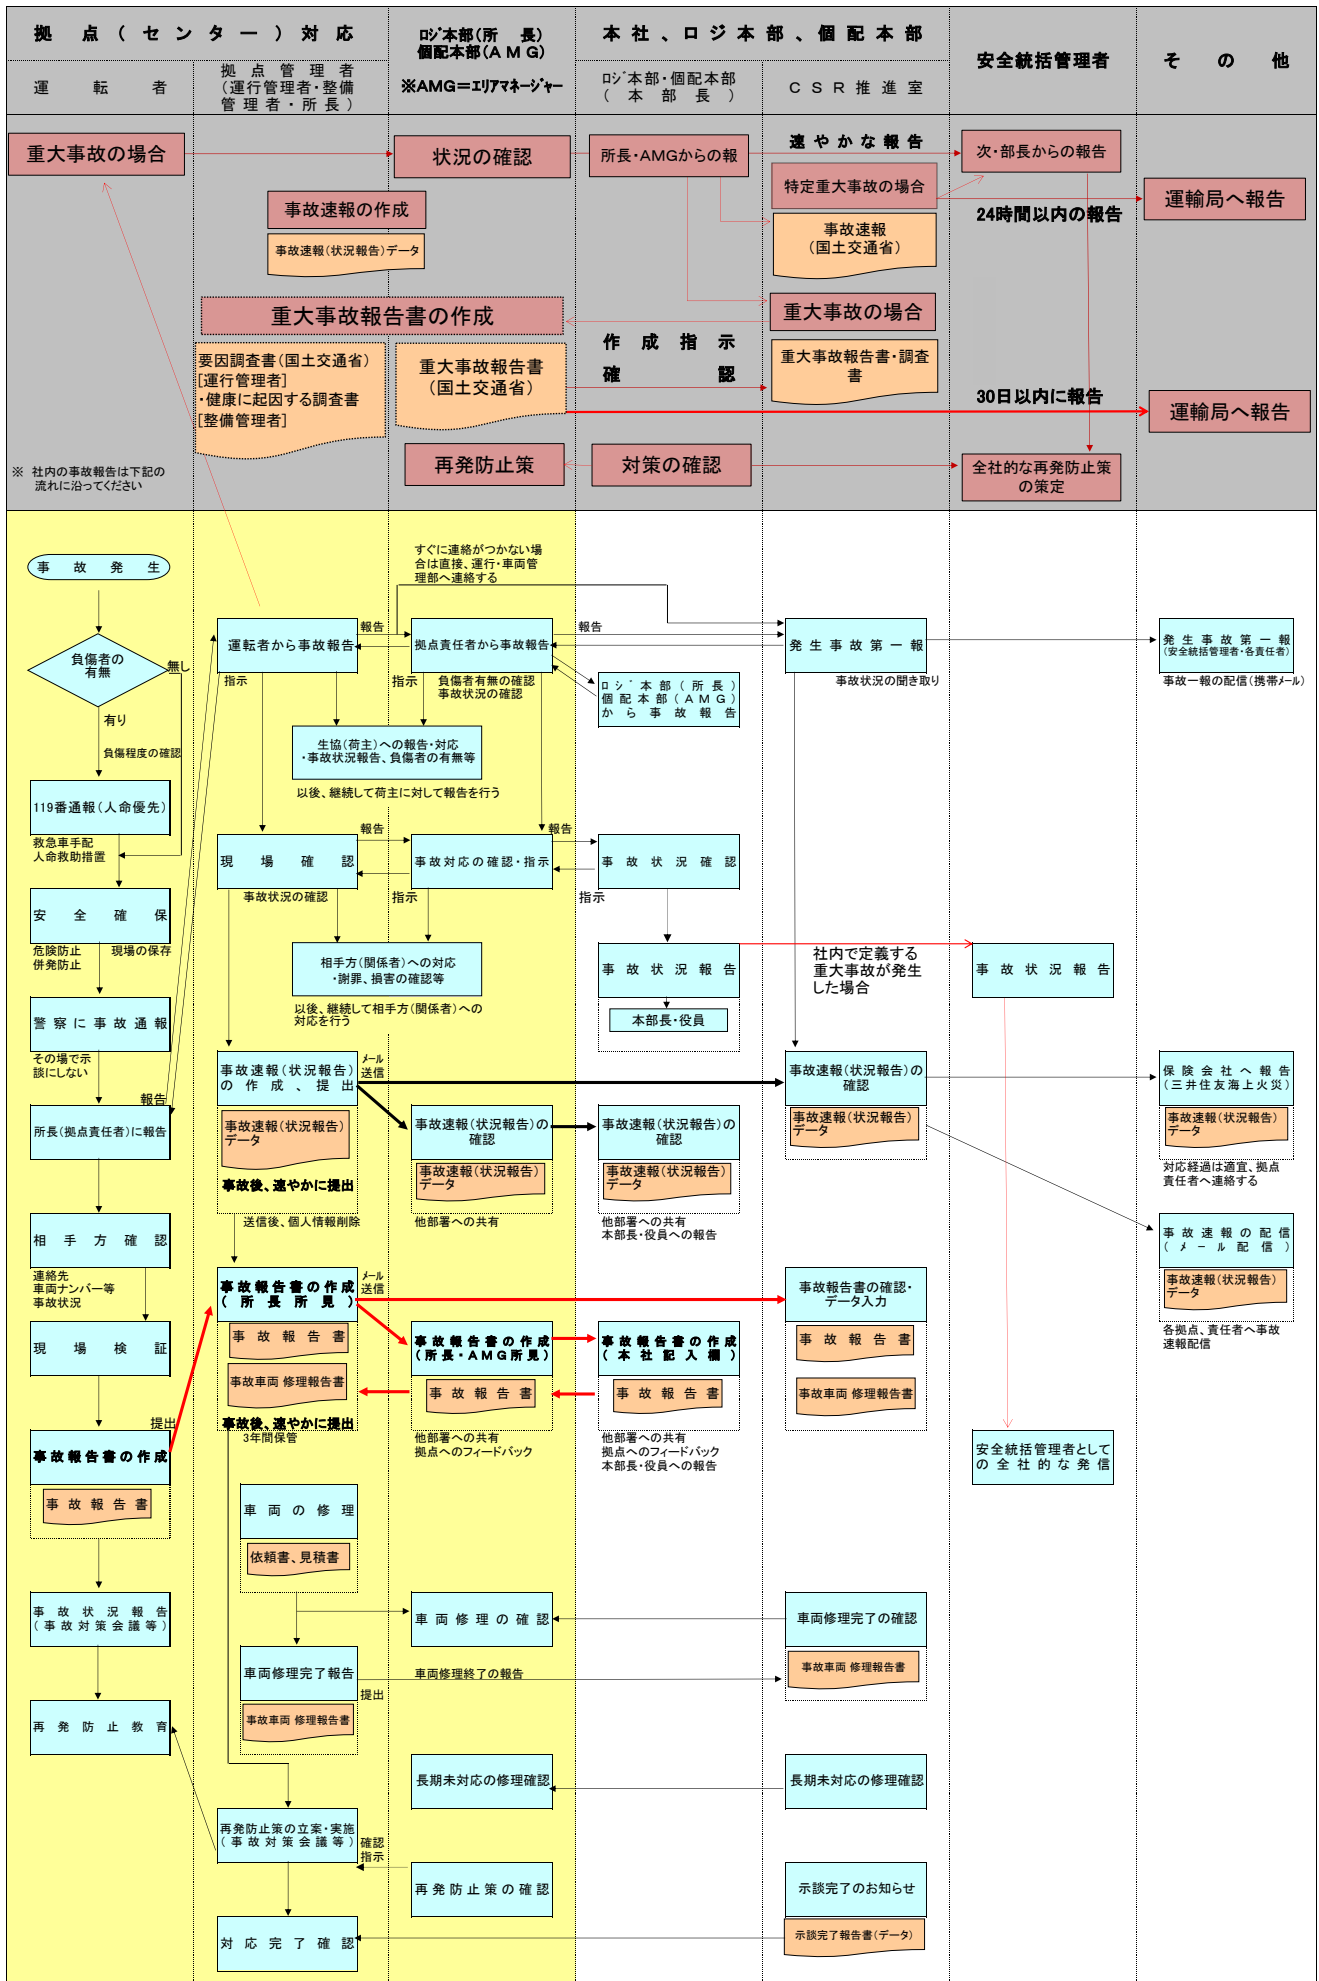 拠点(センター)対応
ﾛｼﾞ本部(所　長)
個配本部(AMG)
※AMG＝ｴﾘｱﾏﾈｰｼﾞｬｰ
本社、ロジ本部、個配本部
安全統括管理者
その他
運転者
拠点管理者
(運行管理者・整備
管理者・所長)
ﾛｼﾞ本部・個配本部
(本部長)
CSR推進室
重大事故の場合
状況の確認
所長・AMGからの報
速やかな報告
次・部長からの報告
特定重大事故の場合
運輸局へ報告
24時間以内の報告
事故速報の作成
事故速報(状況報告)データ
事故速報
(国土交通省)
重大事故報告書の作成
重大事故の場合
作成指示
確認
要因調査書(国土交通省)
[運行管理者]
・健康に起因する調査書
[整備管理者]
重大事故報告書
(国土交通省)
重大事故報告書・調査
書
30日以内に報告
運輸局へ報告
再発防止策
対策の確認
全社的な再発防止策
の策定
※ 社内の事故報告は下記の
流れに沿ってください
事故発生
すぐに連絡がつかない場
合は直接、運行・車両管
理部へ連絡する
負傷者の
有無
無し
有り
負傷程度の確認
運転者から事故報告
報告
指示
拠点責任者から事故報告
報告
指示
負傷者有無の確認
事故状況の確認
ﾛｼﾞ本部(所長)
個配本部(AMG)
から事故報告
発生事故第一報
事故状況の聞き取り
発生事故第一報
(安全統括管理者・各責任者)
事故一報の配信(携帯ﾒｰﾙ)
生協(荷主)への報告・対応
・事故状況報告、負傷者の有無等
以後、継続して荷主に対して報告を行う
119番通報(人命優先)
救急車手配
人命救助措置
現場確認
報告
事故状況の確認
事故対応の確認・指示
報告
指示
事故状況確認
指示
安全確保
危険防止
併発防止
現場の保存
相手方(関係者)への対応
・謝罪、損害の確認等
以後、継続して相手方(関係者)への
対応を行う
事故状況報告
本部長・役員
社内で定義する
重大事故が発生
した場合
事故状況報告
警察に事故通報
その場で示
談にしない
報告
所長(拠点責任者)に報告
事故速報(状況報告)
の作成、提出
ﾒｰﾙ
送信
事故速報(状況報告)
データ
事故後、速やかに提出
送信後、個人情報削除
事故速報(状況報告)の
確認
事故速報(状況報告)
データ
他部署への共有
事故速報(状況報告)の
確認
事故速報(状況報告)
データ
他部署への共有
本部長・役員への報告
事故速報(状況報告)の
確認
事故速報(状況報告)
データ
保険会社へ報告
(三井住友海上火災)
事故速報(状況報告)
データ
対応経過は適宜、拠点
責任者へ連絡する
相手方確認
連絡先
車両ナンバー等
事故状況
事故速報の配信
(メール配信)
事故速報(状況報告)
データ
各拠点、責任者へ事故
速報配信
事故報告書の作成
(所長所見)
ﾒｰﾙ
送信
事故報告書
事故車両 修理報告書
事故後、速やかに提出
3年間保管
事故報告書の作成
(所長・AMG所見)
事故報告書
他部署への共有
拠点へのフィードバック
事故報告書の作成
(本社記入欄)
事故報告書
他部署への共有
拠点へのフィードバック
本部長・役員への報告
事故報告書の確認・
データ入力
事故報告書
事故車両 修理報告書
現場検証
提出
事故報告書の作成
事故報告書
安全統括管理者として
の全社的な発信
車両の修理
依頼書、見積書
事故状況報告
(事故対策会議等)
車両修理の確認
車両修理完了の確認
事故車両 修理報告書
車両修理完了報告
提出
車両修理終了の報告
事故車両 修理報告書
再発防止教育
長期未対応の修理確認
長期未対応の修理確認
再発防止策の立案・実施
(事故対策会議等)
確認
指示
再発防止策の確認
示談完了のお知らせ
示談完了報告書(データ)
対応完了確認